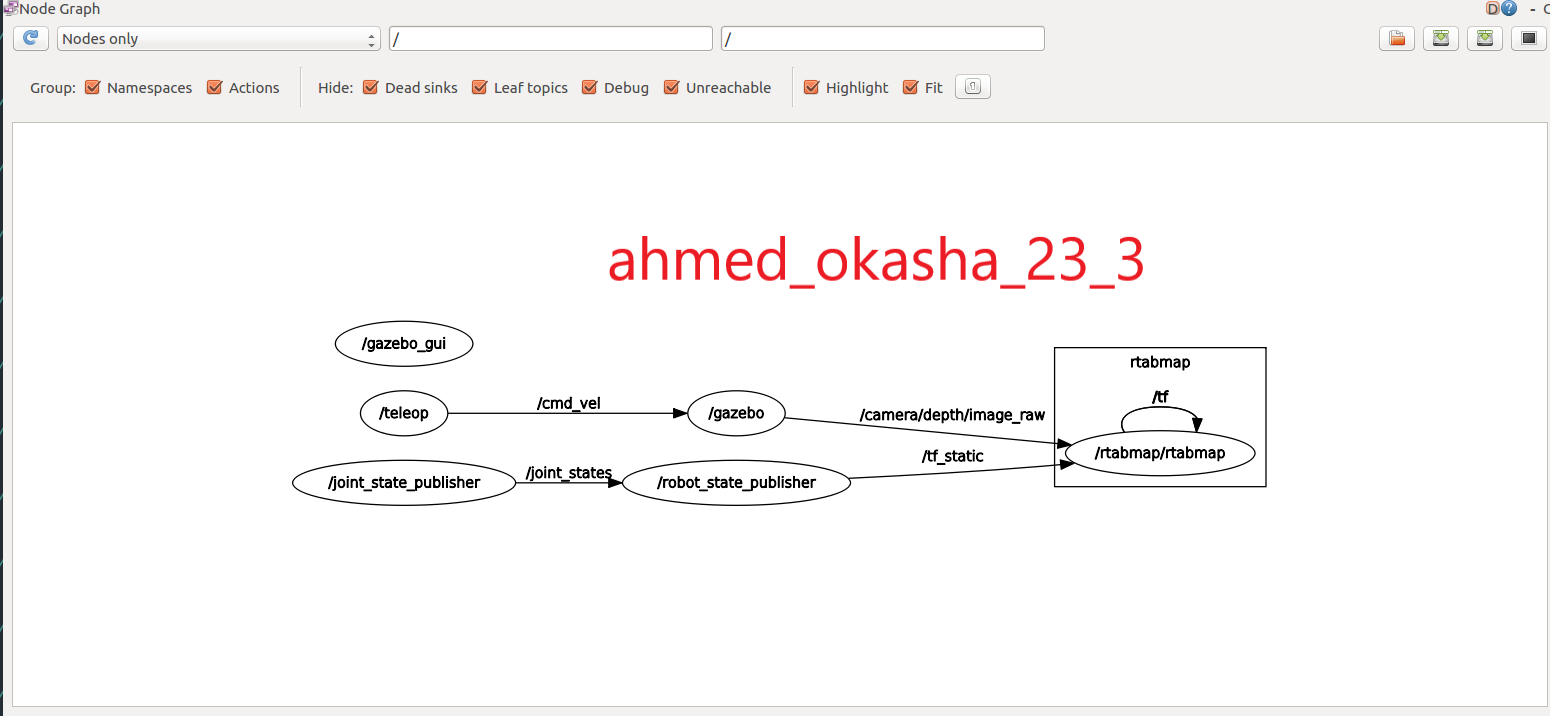 Node Graph
D ? - C
Nodes only / /
Group: Namespaces Actions Hide: Dead sinks Leaf topics Debug Unreachable Highlight Fit
ahmed_okasha_23_3
/gazebo_gui
rtabmap
/tf
/teleop /cmd_vel /gazebo /camera/depth/image_raw
/rtabmap/rtabmap
/joint_state_publisher /joint_states /robot_state_publisher /tf_static